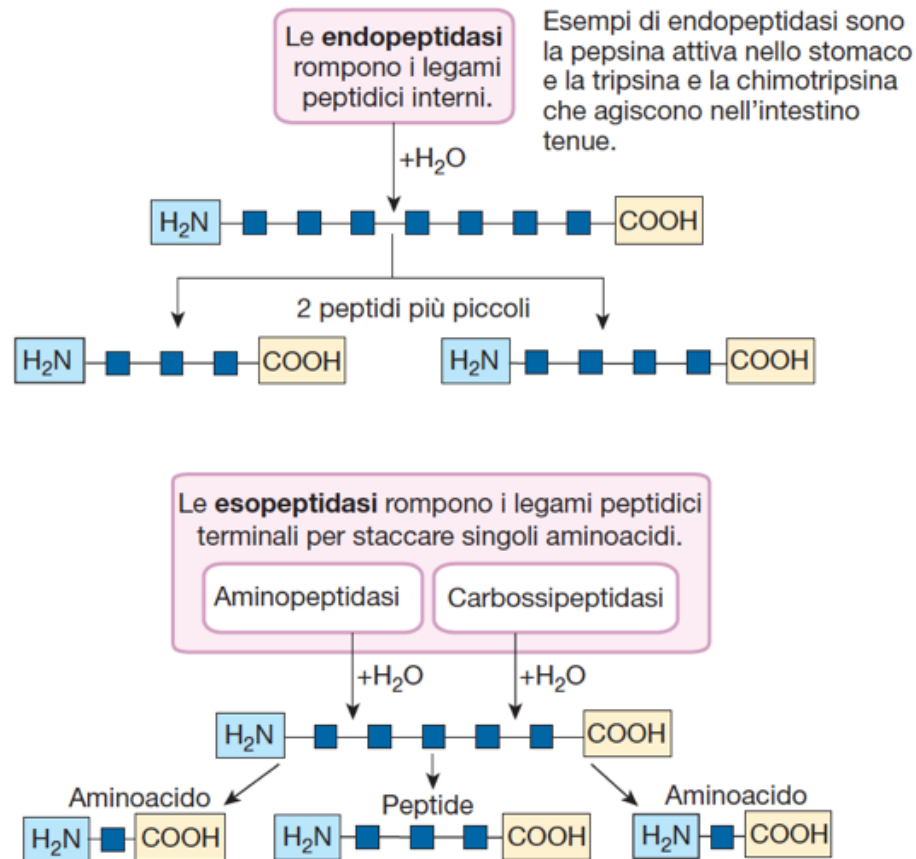 Le endopeptidasi
rompono i legami
peptidici interni.
Esempi di endopeptidasi sono
la pepsina attiva nello stomaco
e la tripsina e la chimotripsina
che agiscono nell'intestino
tenue.
+H₂O
H₂N COOH
2 peptidi più piccoli
H₂N COOH H₂N COOH
Le esopeptidasi rompono i legami peptidici
terminali per staccare singoli aminoacidi.
Aminopeptidasi Carbossipeptidasi
+H₂O +H₂O
H₂N COOH
Aminoacido Peptide Aminoacido
H₂N COOH H₂N COOH H₂N COOH